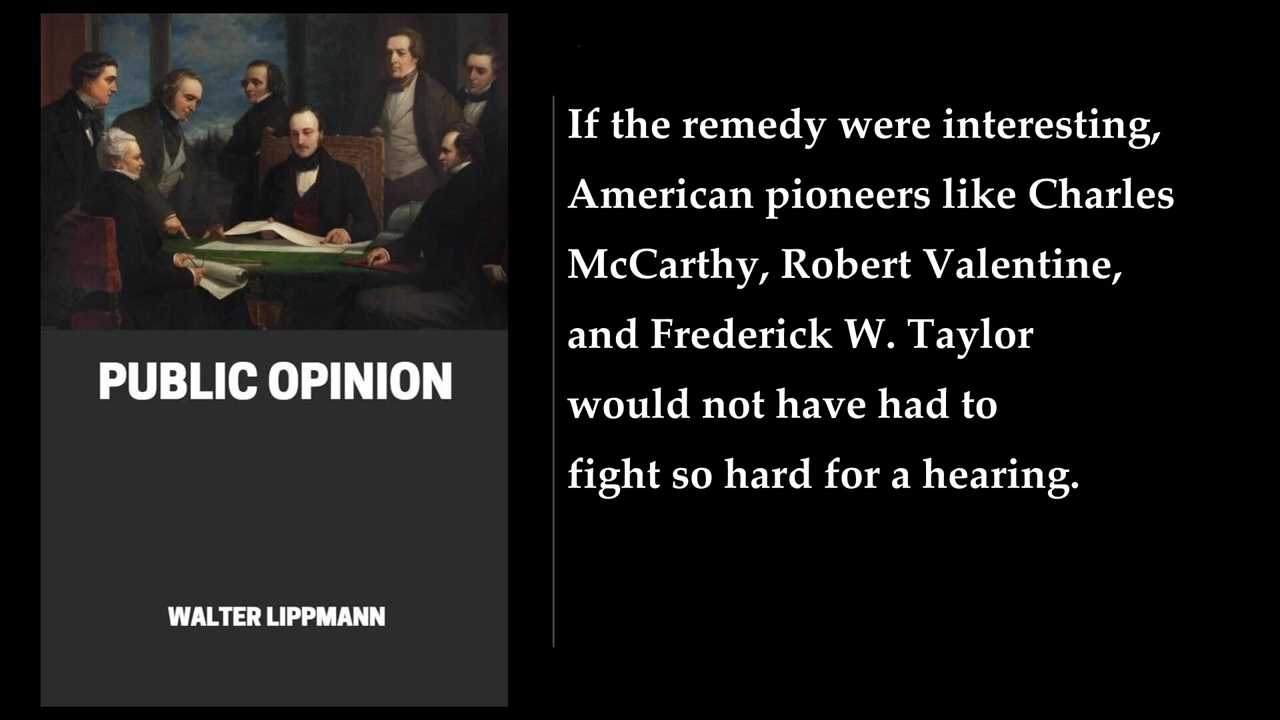 PUBLIC OPINION
WALTER LIPPMANN
If the remedy were interesting,
American pioneers like Charles
McCarthy, Robert Valentine,
and Frederick W. Taylor
would not have had to
fight so hard for a hearing.